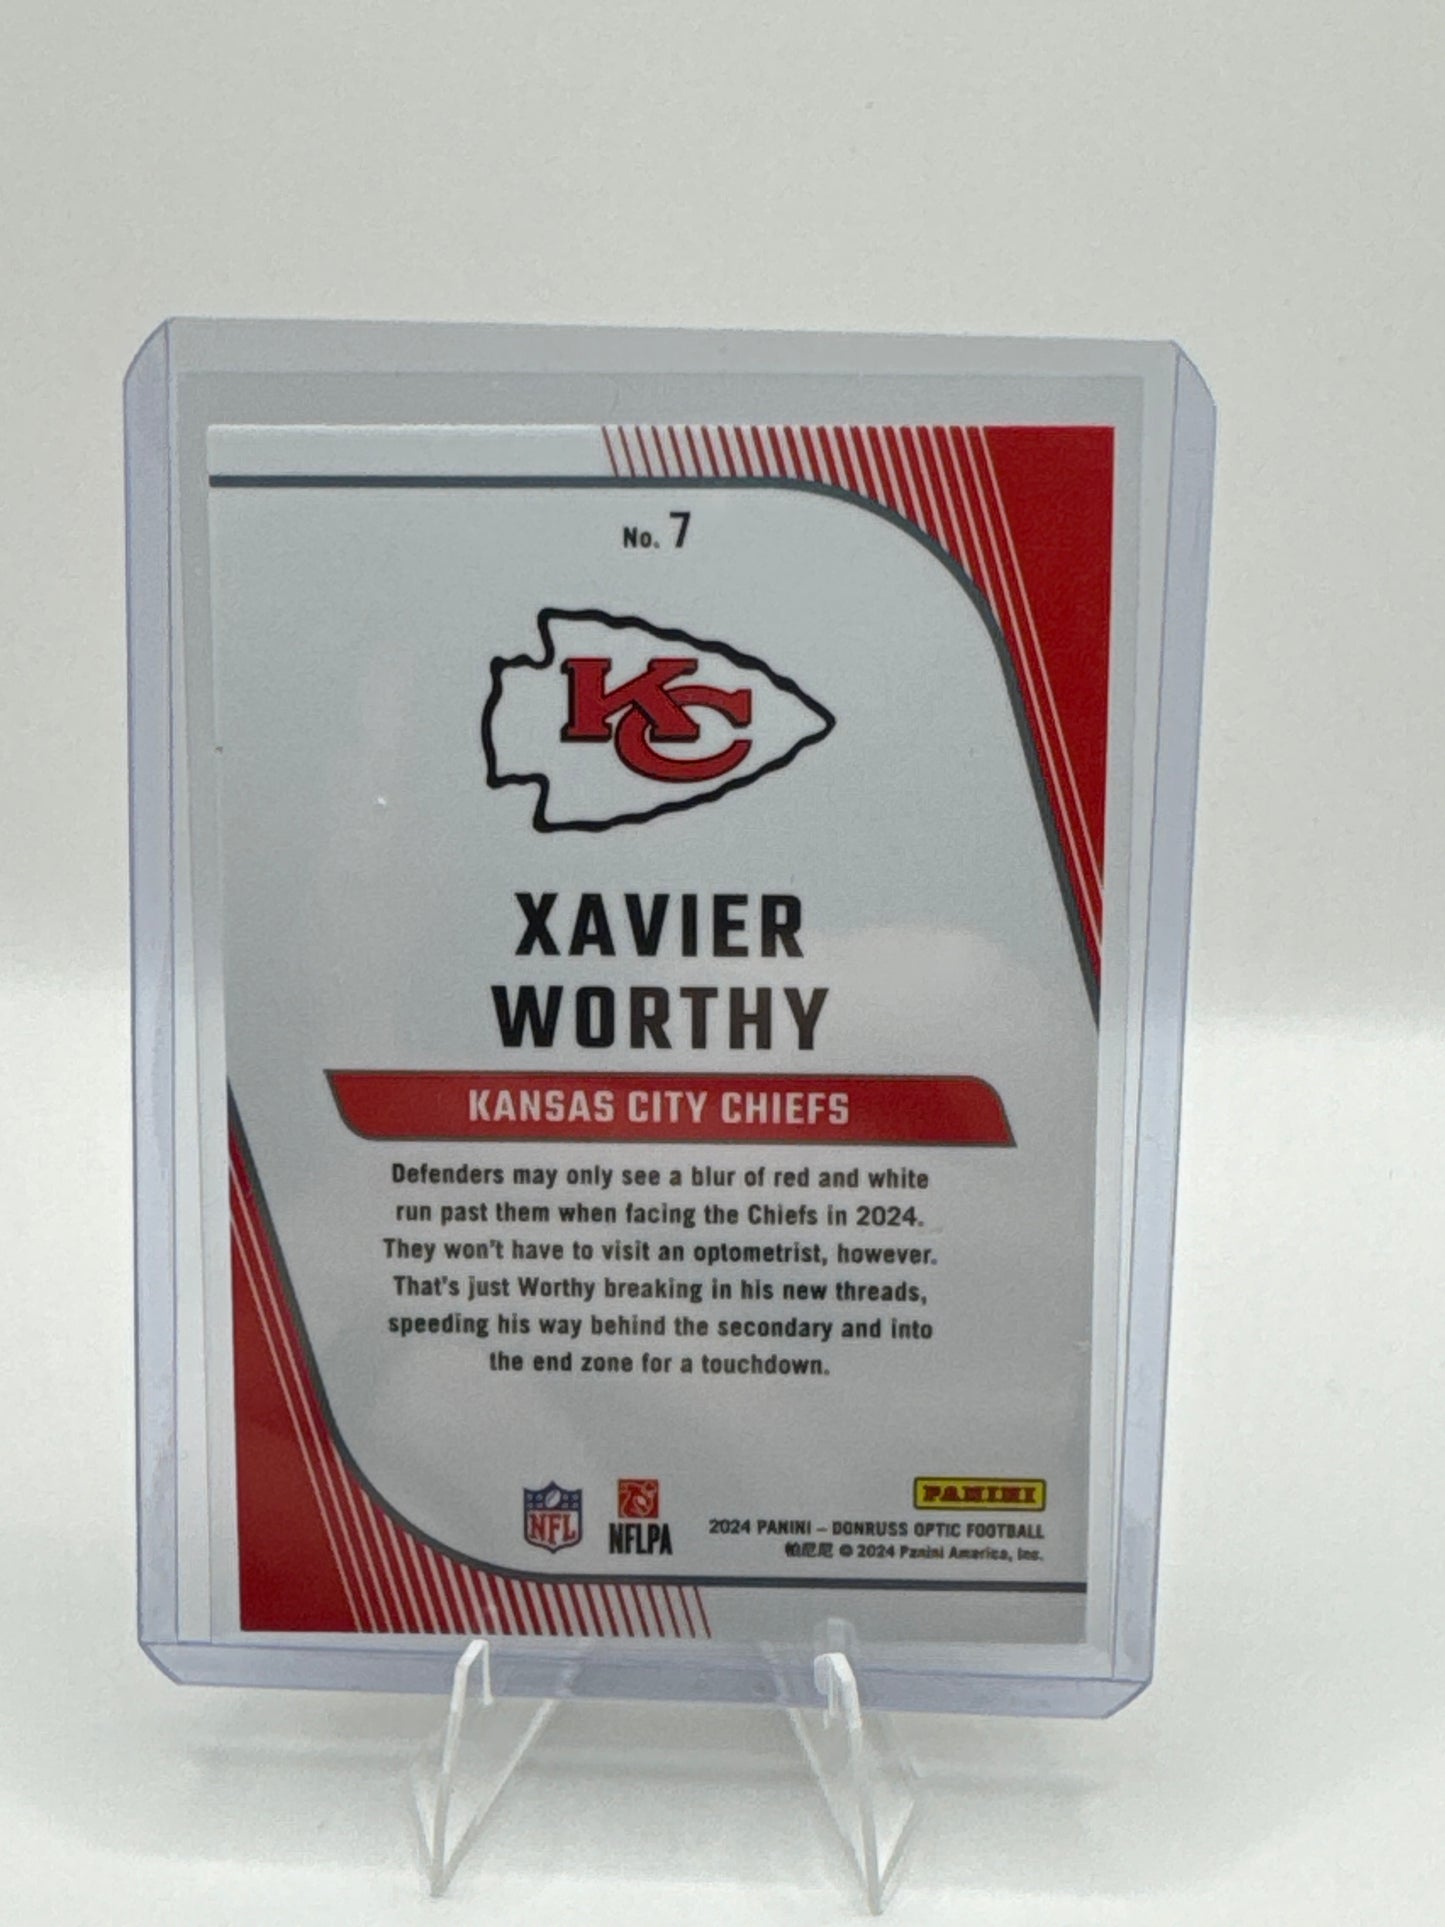 No. 7
KC
XAVIER
WORTHY
KANSAS CITY CHIEFS
Defenders may only see a blur of red and white
run past them when facing the Chiefs in 2024.
They won't have to visit an optometrist, however.
That's just Worthy breaking in his new threads,
speeding his way behind the secondary and into
the end zone for a touchdown.
PANINI
NFL
NFLPA
2024 PANINI – DONRUSS OPTIC FOOTBALL
帕尼尼 © 2024 Panini America, Inc.